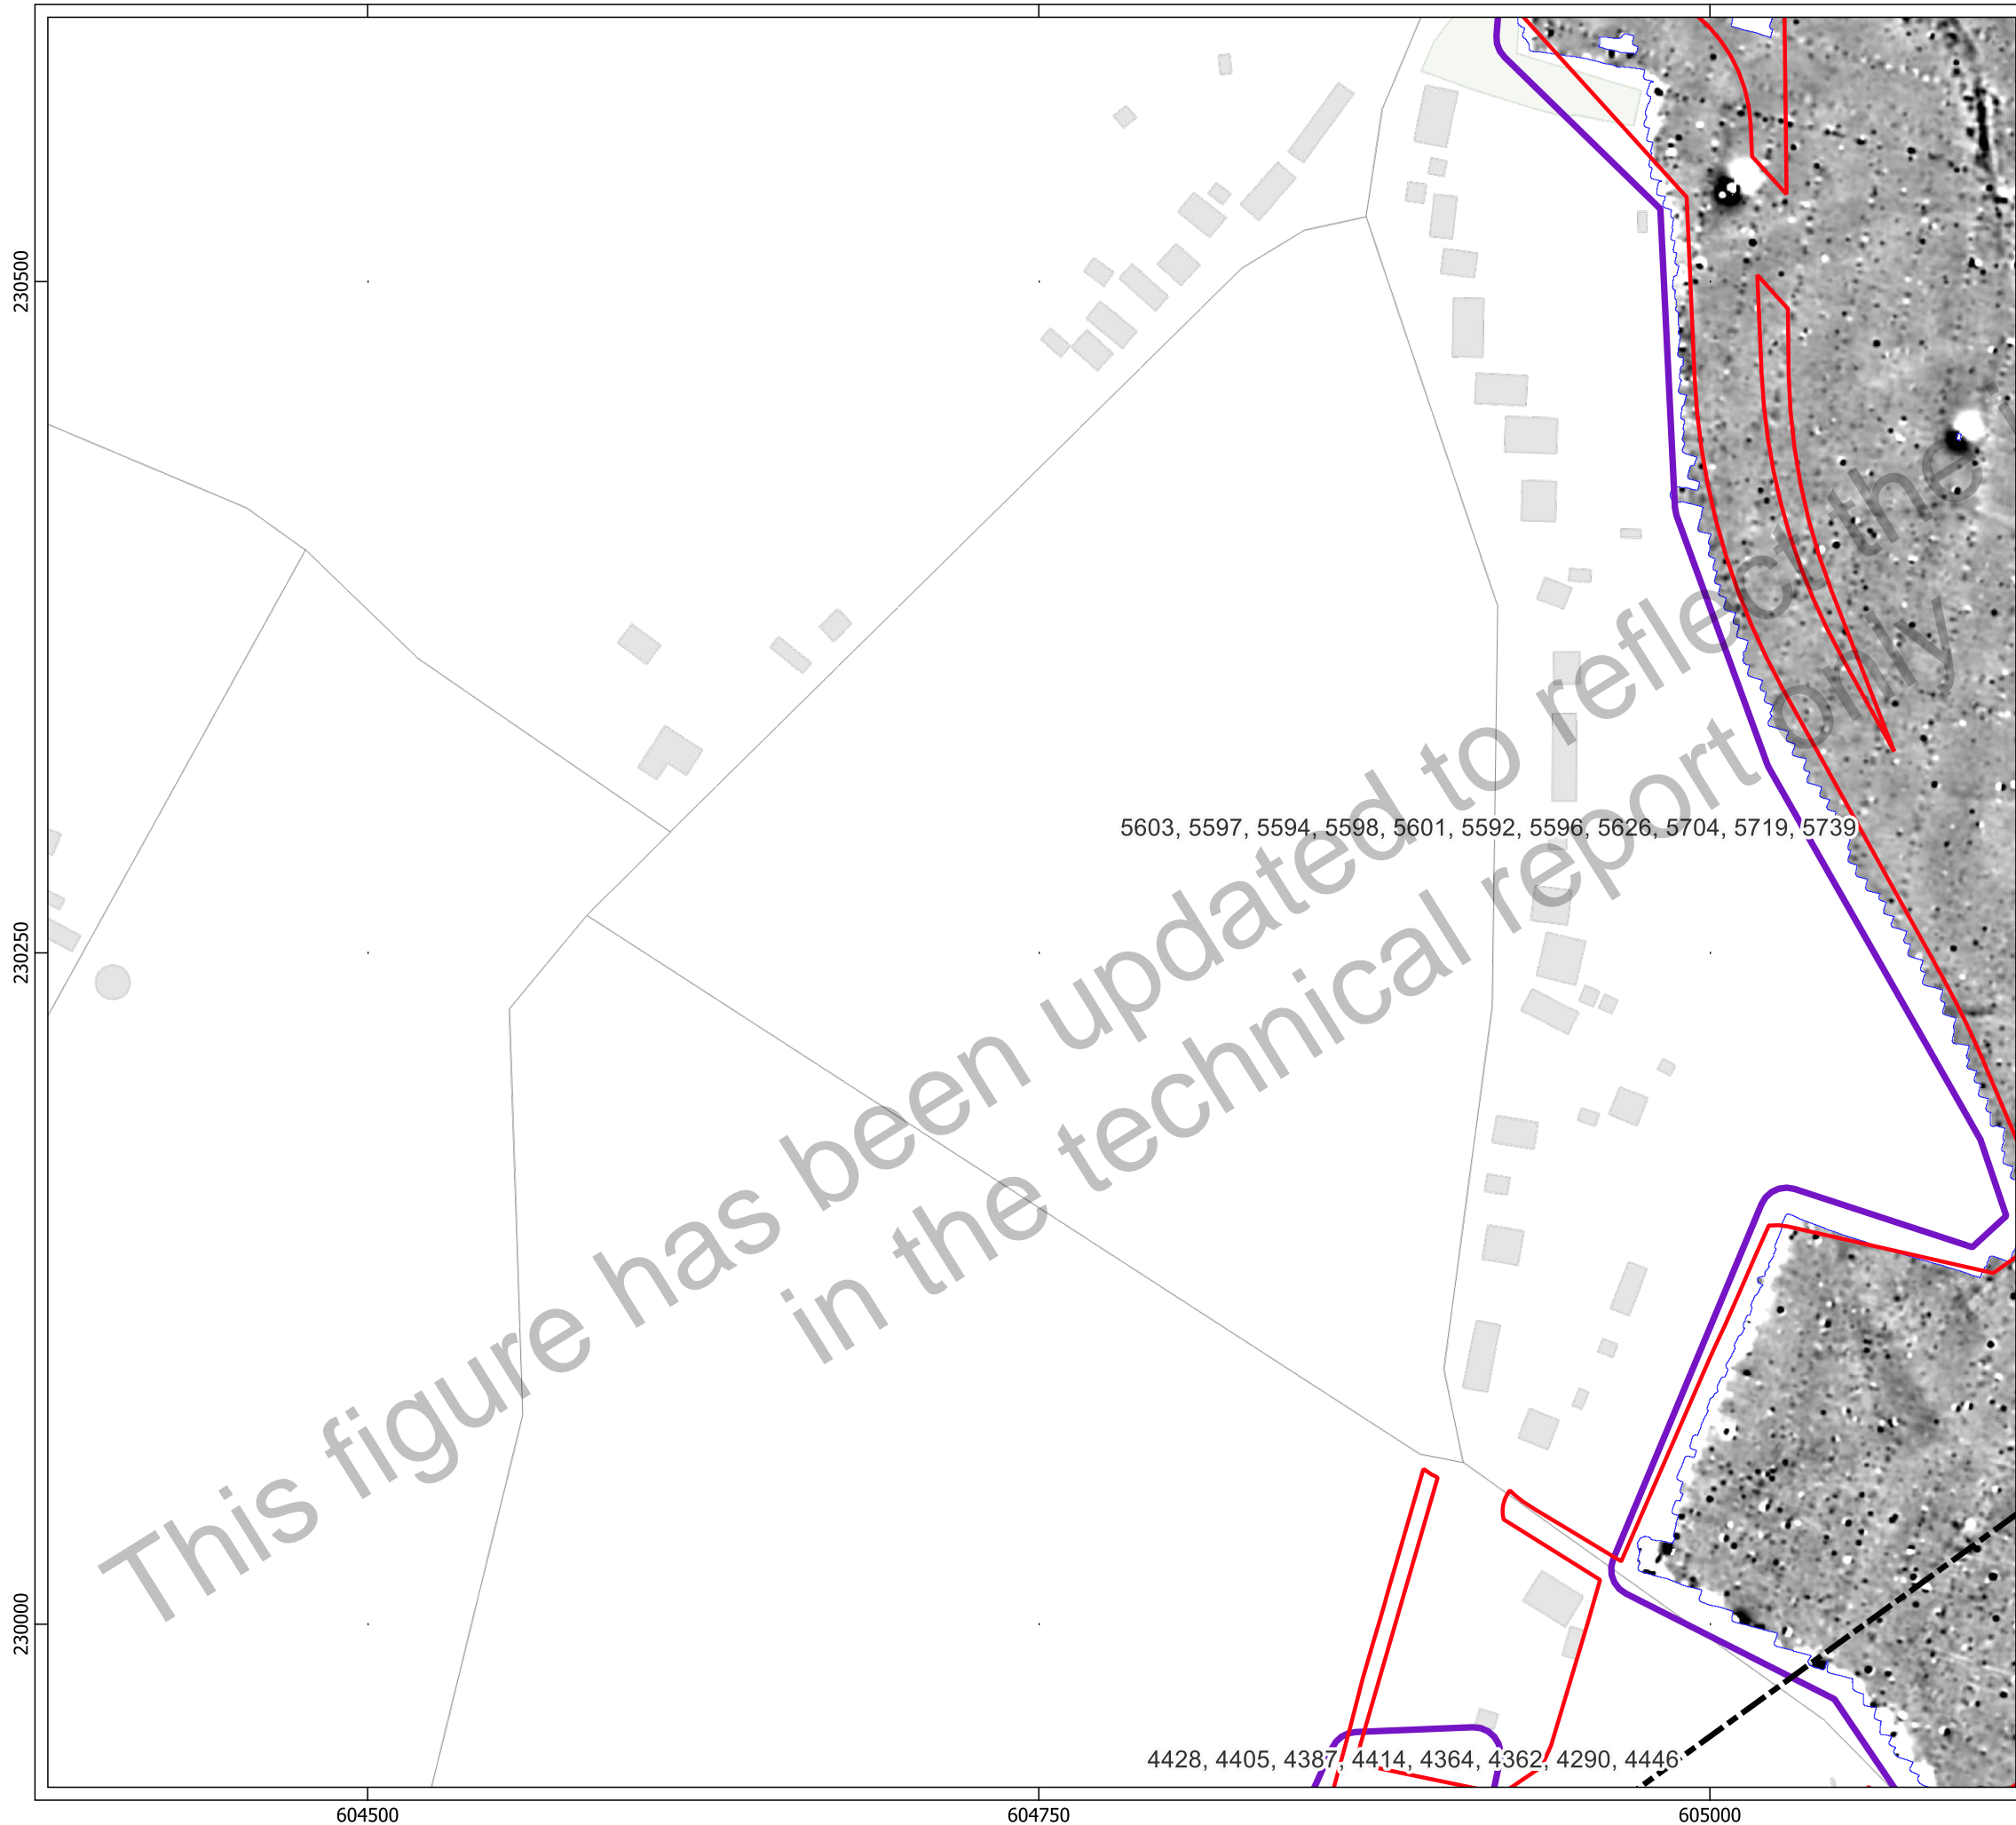 230500
5603, 5597, 5594, 5598, 5601, 5592, 5596, 5626, 5704, 5719, 5739
230250
This figure has been updated to reflect the
in the technical report only
230000
4428, 4405, 4387, 4414, 4364, 4362, 4290, 4446
604500
604750
605000